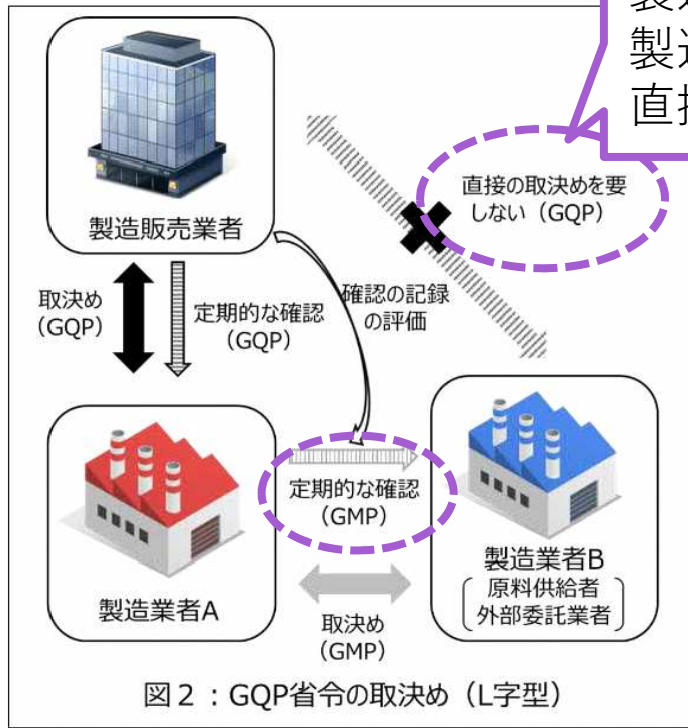 製造
直接
製造販売業者
直接の取決めを要
しない（GQP）
取決め
（GQP）
定期的な確認
（GQP）
確認の記録
の評価
定期的な確認
（GMP）
製造業者A
製造業者B
原料供給者
外部委託業者
取決め
（GMP）
図２：GQP省令の取決め（L字型）